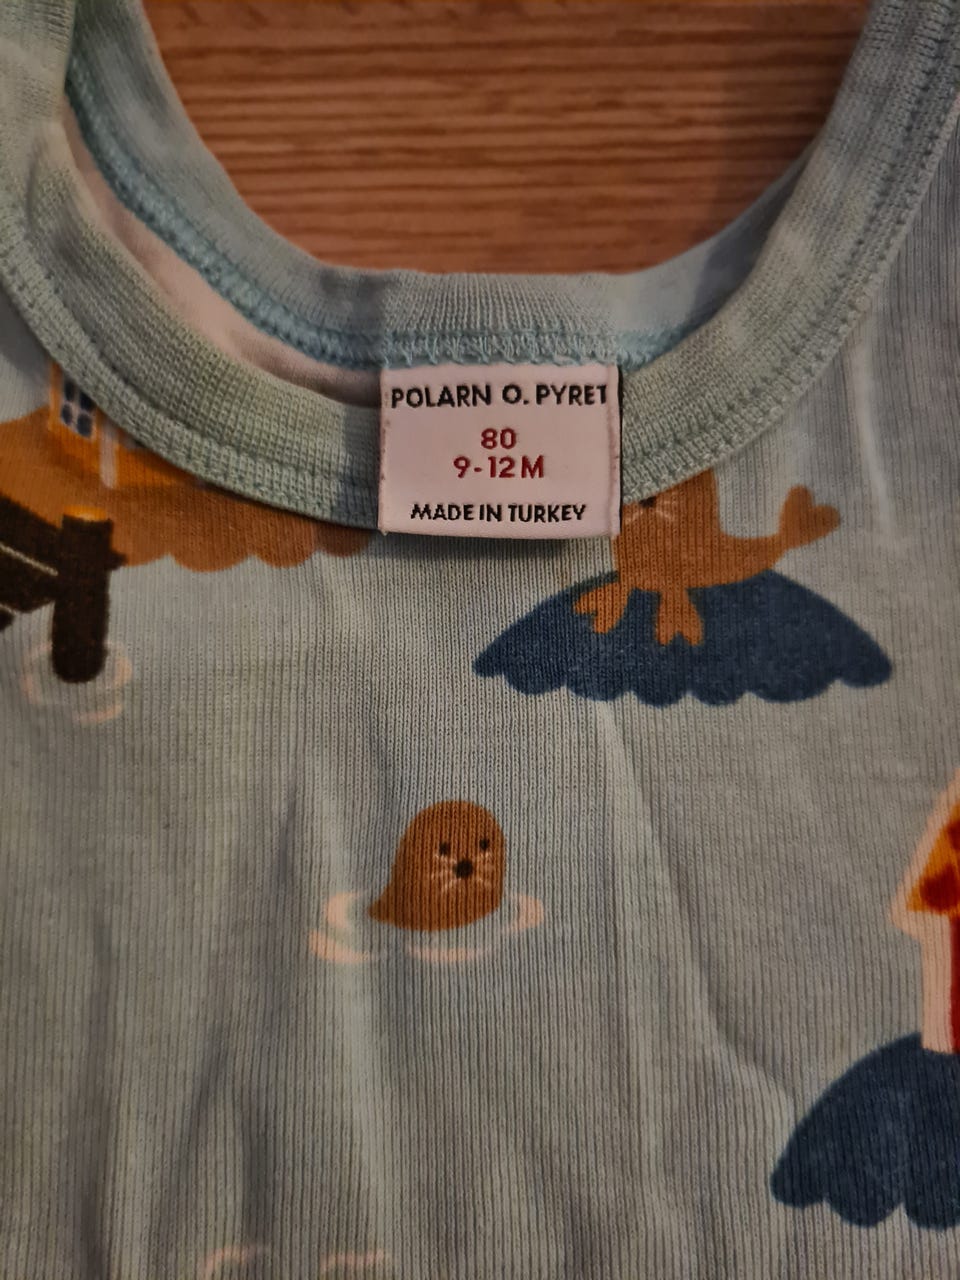 POLARN O. PYRET
80
9-12M
MADE IN TURKEY